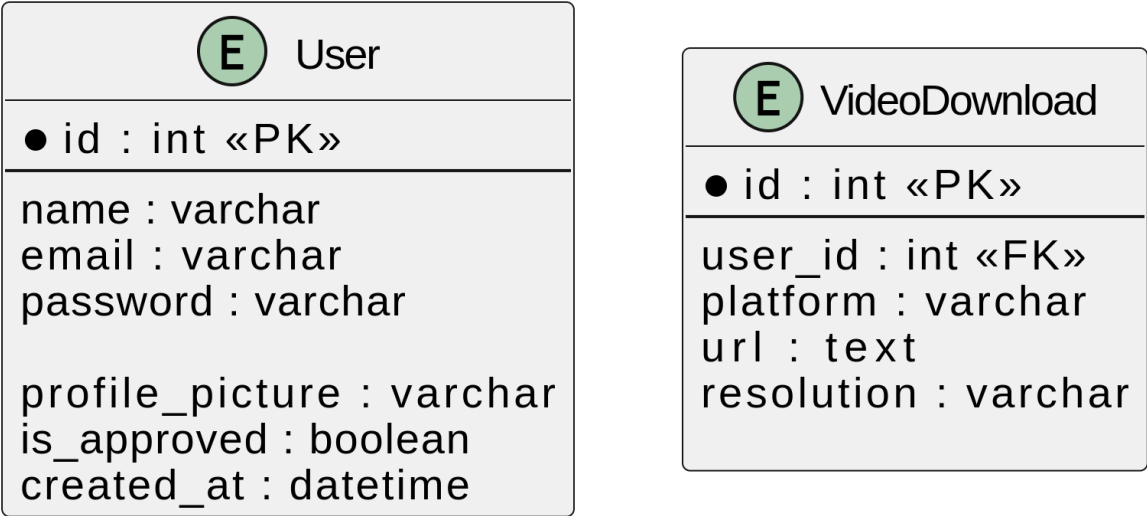 E User
id : int «PK»
name : varchar
email : varchar
password : varchar
profile_picture : varchar
is_approved : boolean
created_at : datetime
E VideoDownload
id : int «PK»
user_id : int «FK»
platform : varchar
url : text
resolution : varchar